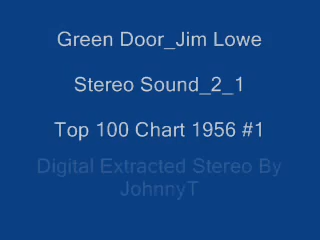 Green Door_Jim Lowe
Stereo Sound_2_1
Top 100 Chart 1956 #1
Digital Extracted Stereo By
JohnnyT